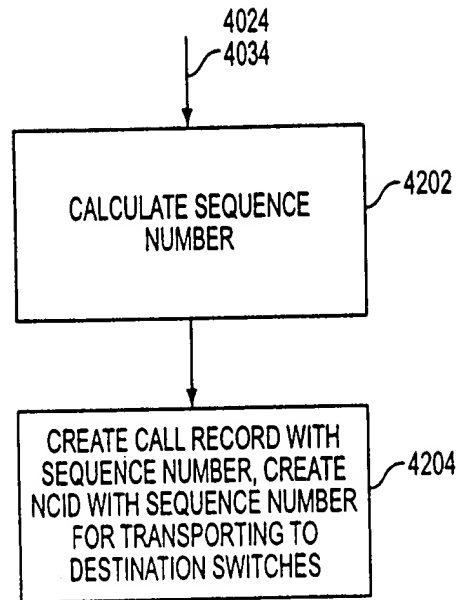 4024
4034
CALCULATE SEQUENCE
NUMBER
4202
CREATE CALL RECORD WITH
SEQUENCE NUMBER, CREATE
NCID WITH SEQUENCE NUMBER
FOR TRANSPORTING TO
DESTINATION SWITCHES
4204